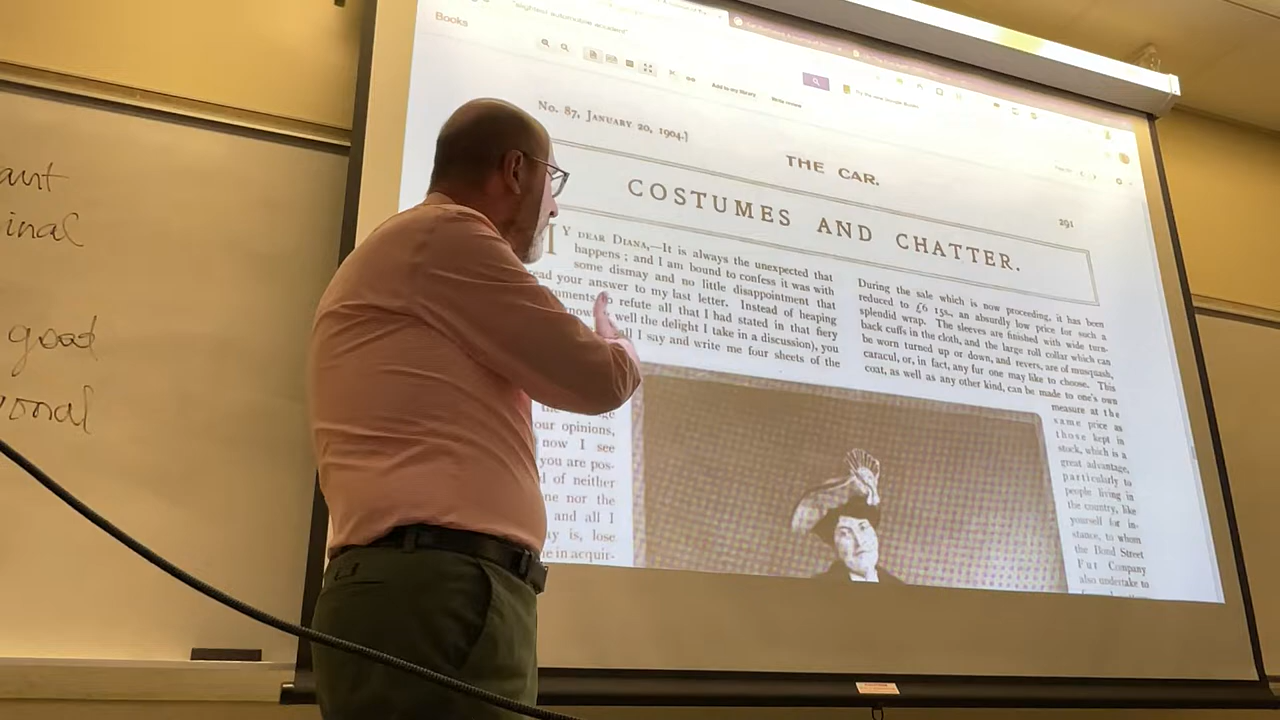 "slightest automobile accident"
Books
Add to my library
Write review
No. 87, JANUARY 20, 1904.]
THE CAR.
291
COSTUMES AND CHATTER.
Y DEAR DIANA,—It is always the unexpected that
happens; and I am bound to confess it was with
some dismay and no little disappointment that
read your answer to my last letter. Instead of heaping
refute all that I had stated in that fiery
well the delight I take in a discussion), you
all I say and write me four sheets of the
our opinions,
now I see
you are pos-
of neither
nor the
and all I
is, lose
in acquir-
During the sale which is now proceeding, it has been
reduced to £6 15s., an absurdly low price for such a
splendid wrap. The sleeves are finished with wide turn-
back cuffs in the cloth, and the large roll collar which can
be worn turned up or down, and revers, are of musquash,
caracul, or, in fact, any fur one may like to choose. This
coat, as well as any other kind, can be made to one's own
measure at the
same price as
those kept in
stock, which is a
great advantage,
particularly to
people living in
the country, like
yourself for in-
stance, to whom
the Bond Street
Fur Company
also undertake to
good